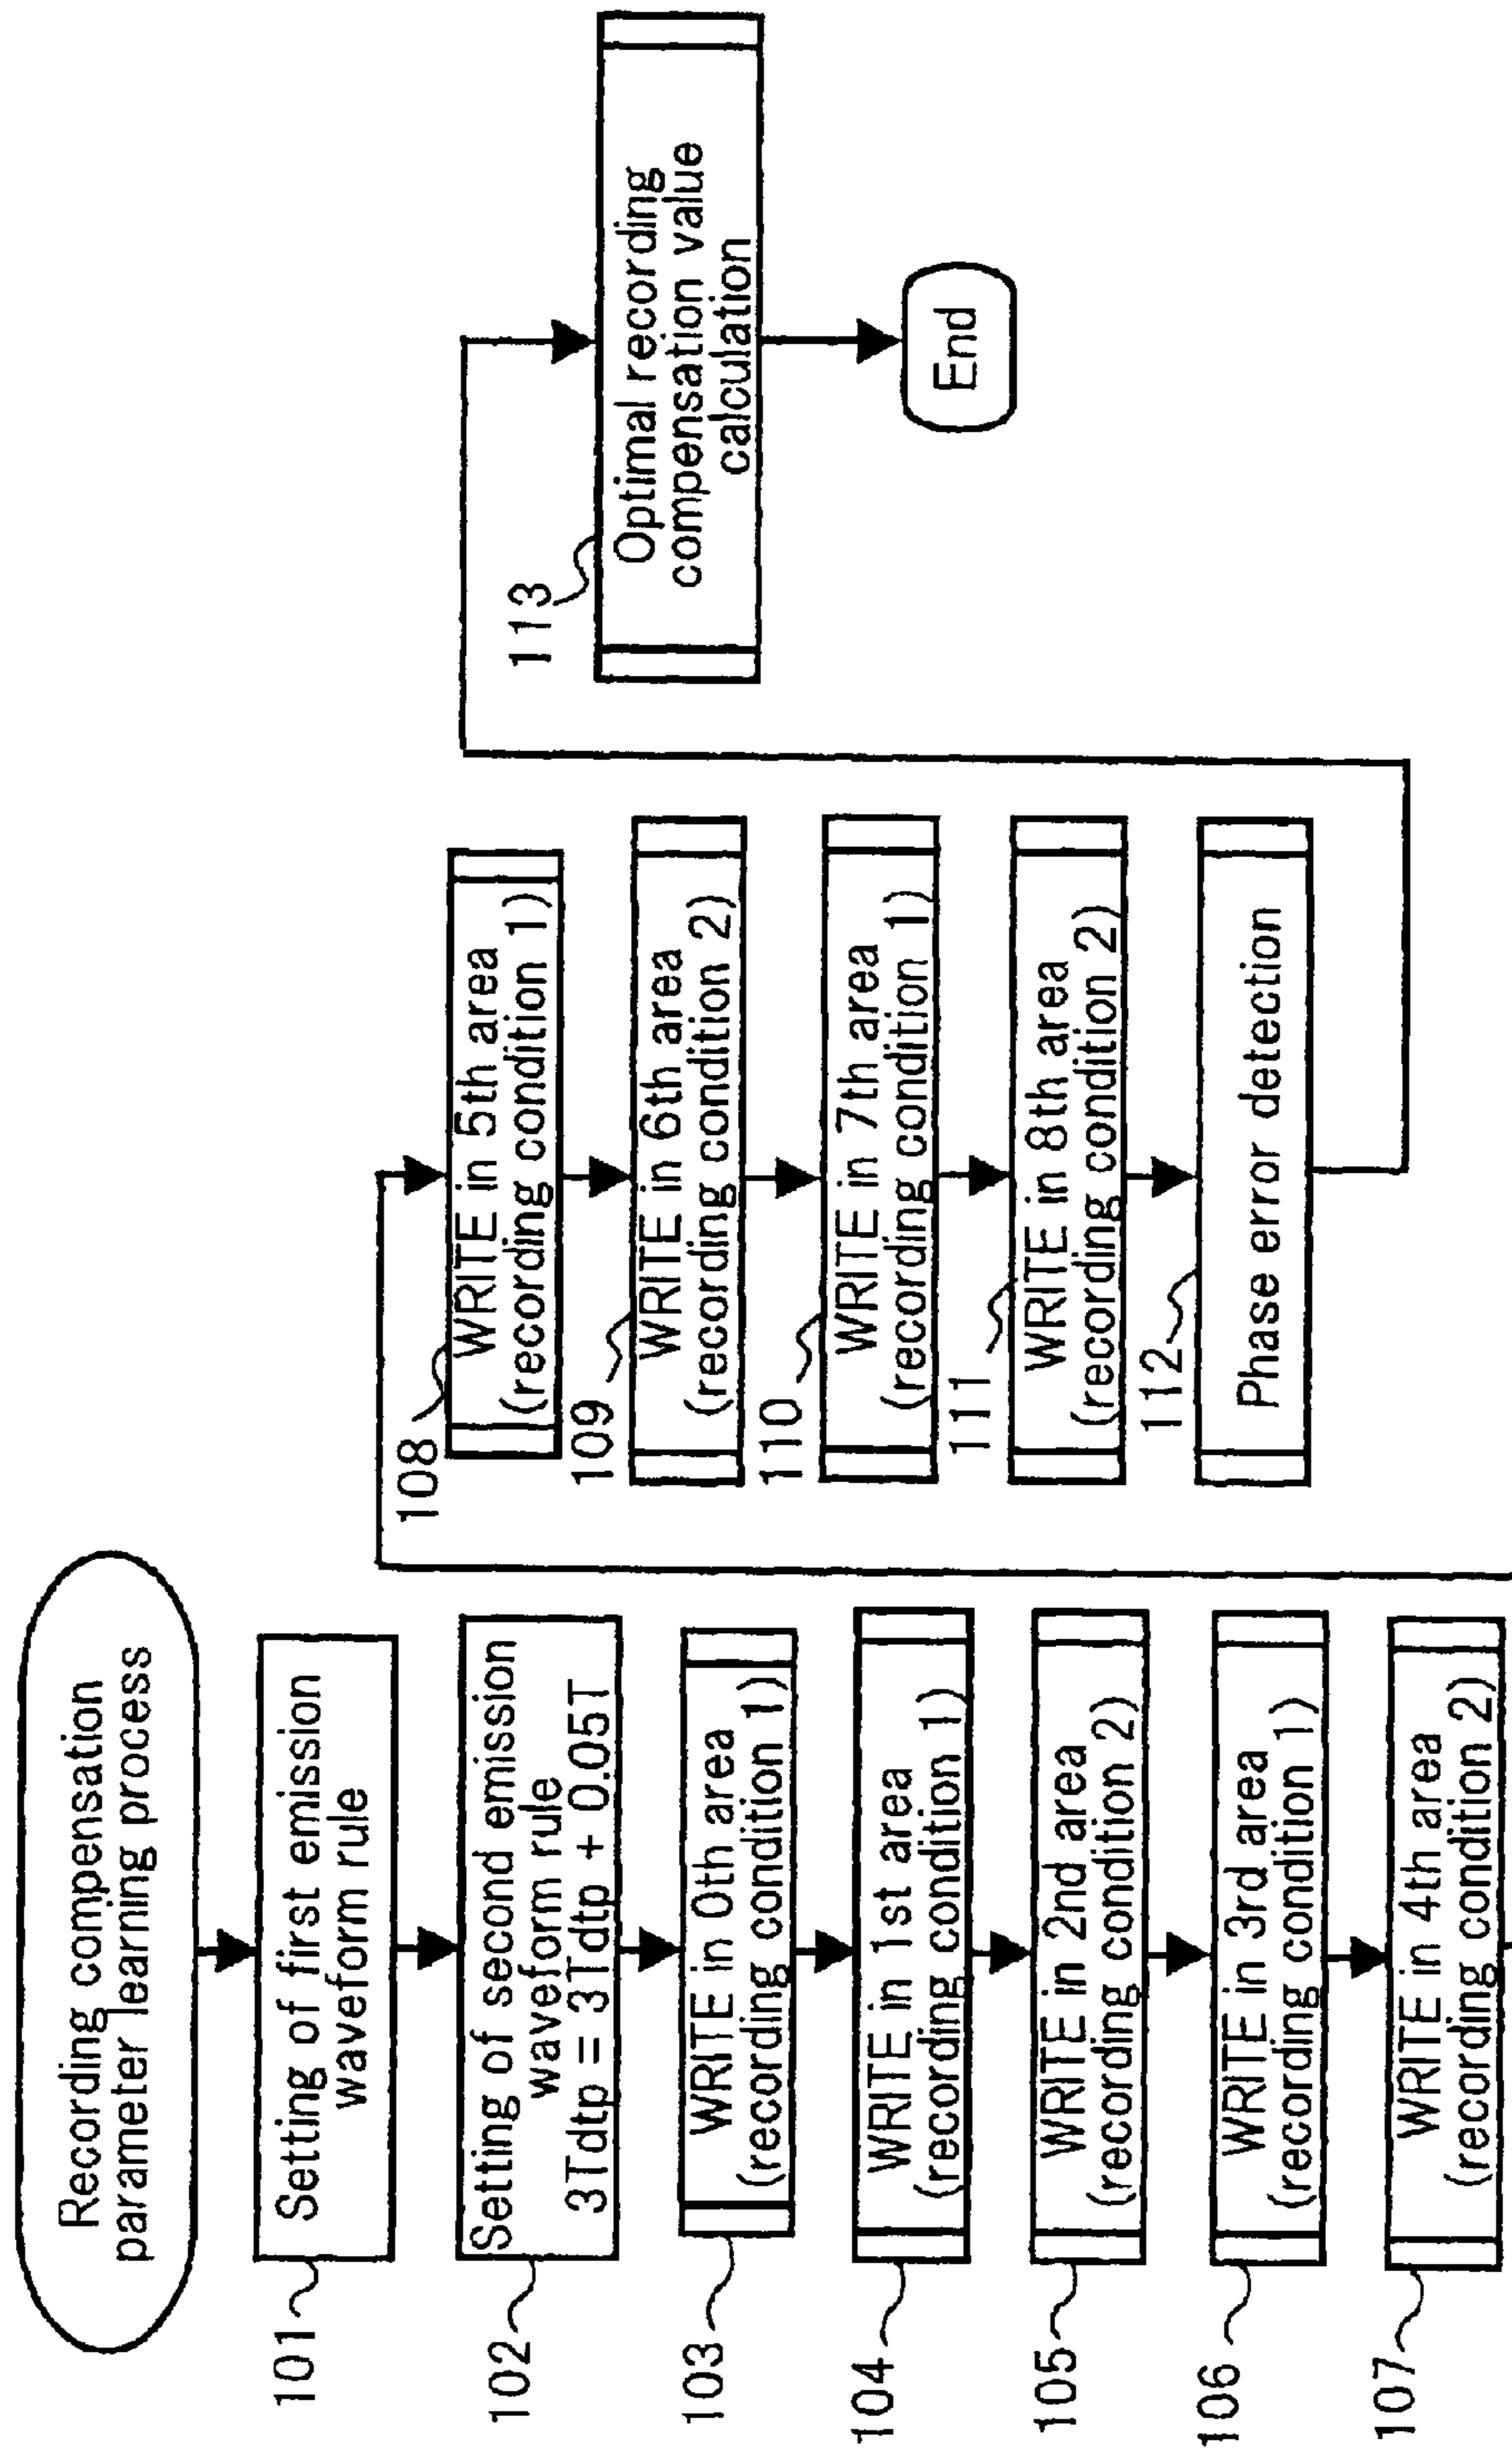 Recording compensation
parameter learning process
101
Setting of first emission
waveform rule
102
Setting of second emission
waveform rule
3Tdtp = 3Tdtp + 0.05T
103
WRITE in 0th area
(recording condition 1)
104
WRITE in 1st area
(recording condition 1)
105
WRITE in 2nd area
(recording condition 2)
106
WRITE in 3rd area
(recording condition 1)
107
WRITE in 4th area
(recording condition 2)
108
WRITE in 5th area
(recording condition 1)
109
WRITE in 6th area
(recording condition 2)
110
WRITE in 7th area
(recording condition 1)
111
WRITE in 8th area
(recording condition 2)
112
Phase error detection
113
Optimal recording
compensation value
calculation
End